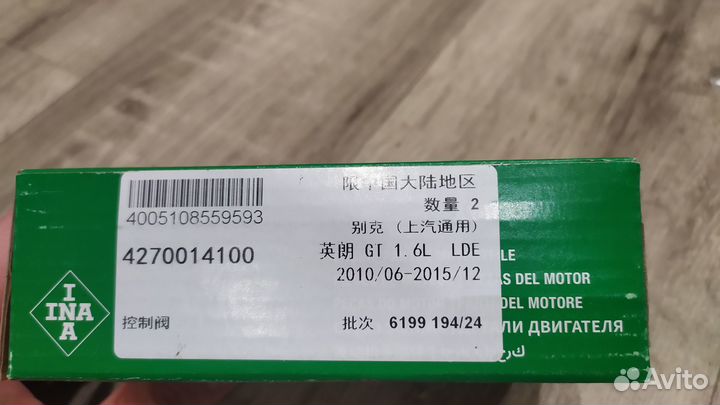 限中国大陆地区
4005108559593
数量 2
别克 (上汽通用)
4270014100
英朗 GT 1.6L LDE
2010/06-2015/12
控制阀
批次 6199 194/24
INA
INA
LE
AS DEL MOTOR
DEL MOTORE
ЛИ ДВИГАТЕЛЯ
Avito